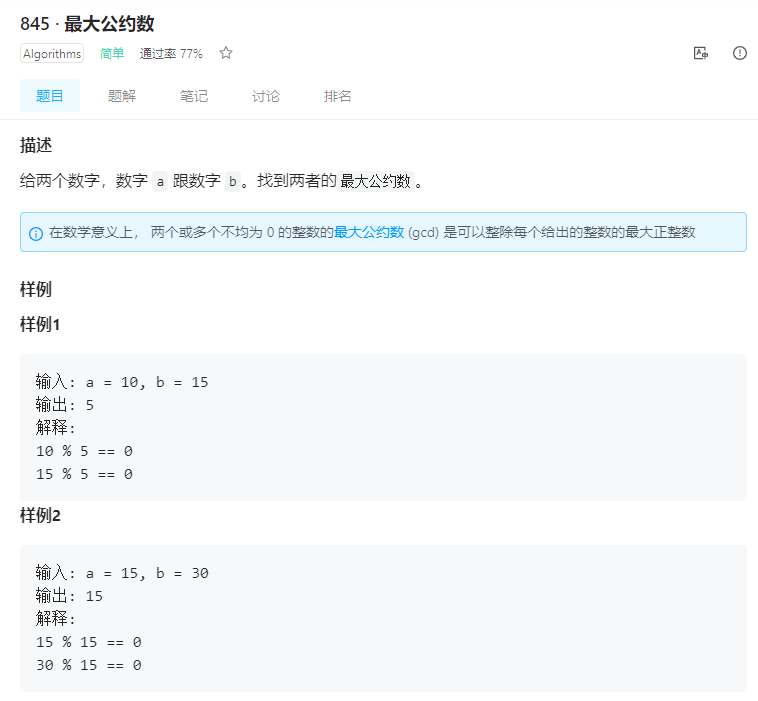 845 · 最大公约数
Algorithms 简单 通过率 77%
题目 题解 笔记 讨论 排名
描述
给两个数字，数字 a 跟数字 b。找到两者的 最大公约数 。
在数学意义上， 两个或多个不均为 0 的整数的最大公约数 (gcd) 是可以整除每个给出的整数的最大正整数
样例
样例1
输入: a = 10, b = 15
输出: 5
解释:
10 % 5 == 0
15 % 5 == 0
样例2
输入: a = 15, b = 30
输出: 15
解释:
15 % 15 == 0
30 % 15 == 0